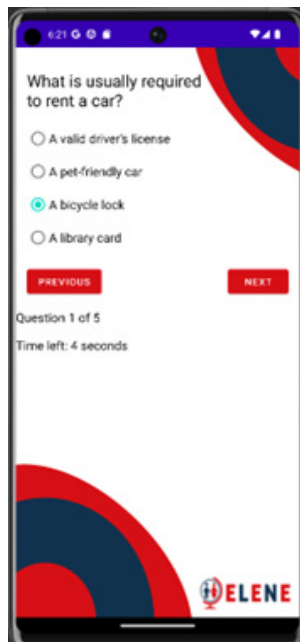 6:21
What is usually required
to rent a car?
A valid driver's license
A pet-friendly car
A bicycle lock
A library card
PREVIOUS
NEXT
Question 1 of 5
Time left: 4 seconds
ELENE